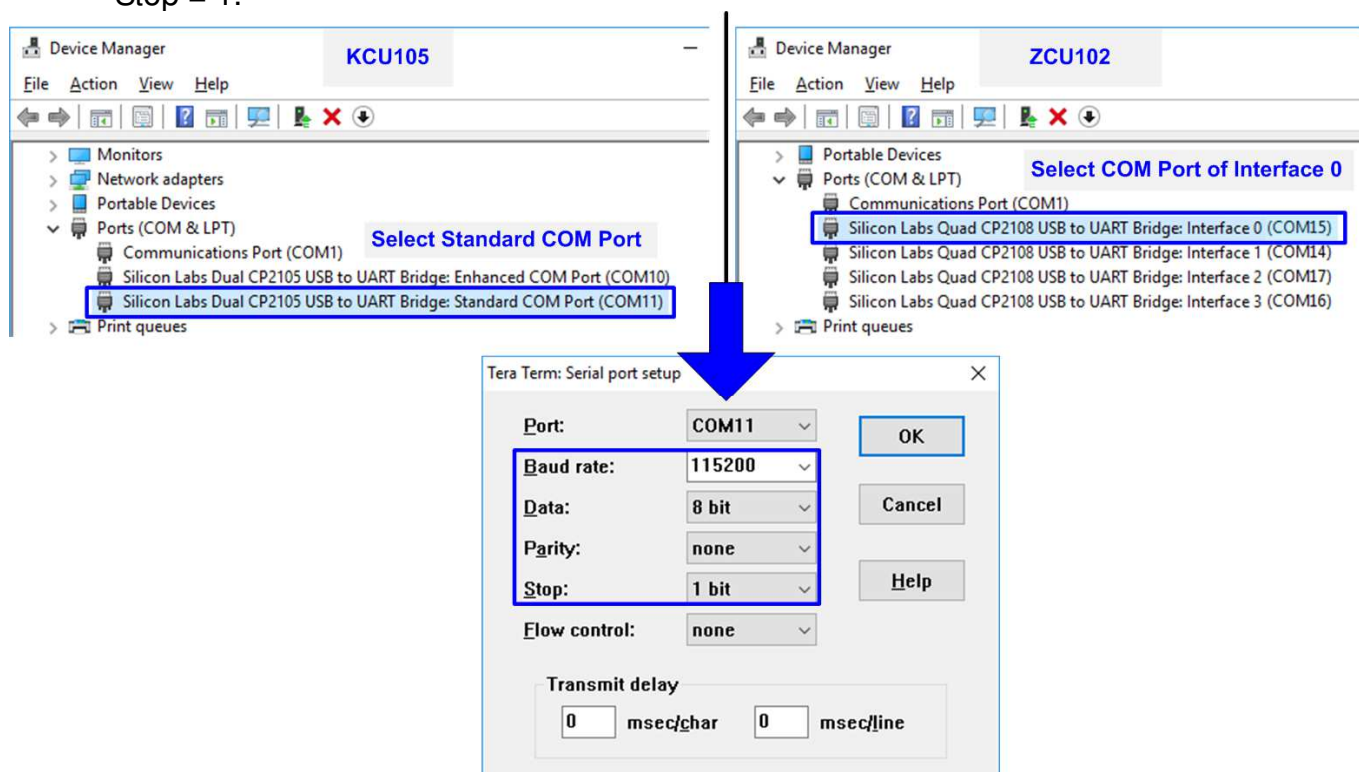 Stop = 1.
Device Manager
KCU105
File Action View Help
Monitors
Network adapters
Portable Devices
Ports (COM & LPT)
Select Standard COM Port
Communications Port (COM1)
Silicon Labs Dual CP2105 USB to UART Bridge: Enhanced COM Port (COM10)
Silicon Labs Dual CP2105 USB to UART Bridge: Standard COM Port (COM11)
Print queues
Device Manager
ZCU102
File Action View Help
Portable Devices
Select COM Port of Interface 0
Ports (COM & LPT)
Communications Port (COM1)
Silicon Labs Quad CP2108 USB to UART Bridge: Interface 0 (COM15)
Silicon Labs Quad CP2108 USB to UART Bridge: Interface 1 (COM14)
Silicon Labs Quad CP2108 USB to UART Bridge: Interface 2 (COM17)
Silicon Labs Quad CP2108 USB to UART Bridge: Interface 3 (COM16)
Print queues
Tera Term: Serial port setup
Port: COM11 OK
Baud rate: 115200
Data: 8 bit Cancel
Parity: none
Stop: 1 bit Help
Flow control: none
Transmit delay
0 msec/char 0 msec/line